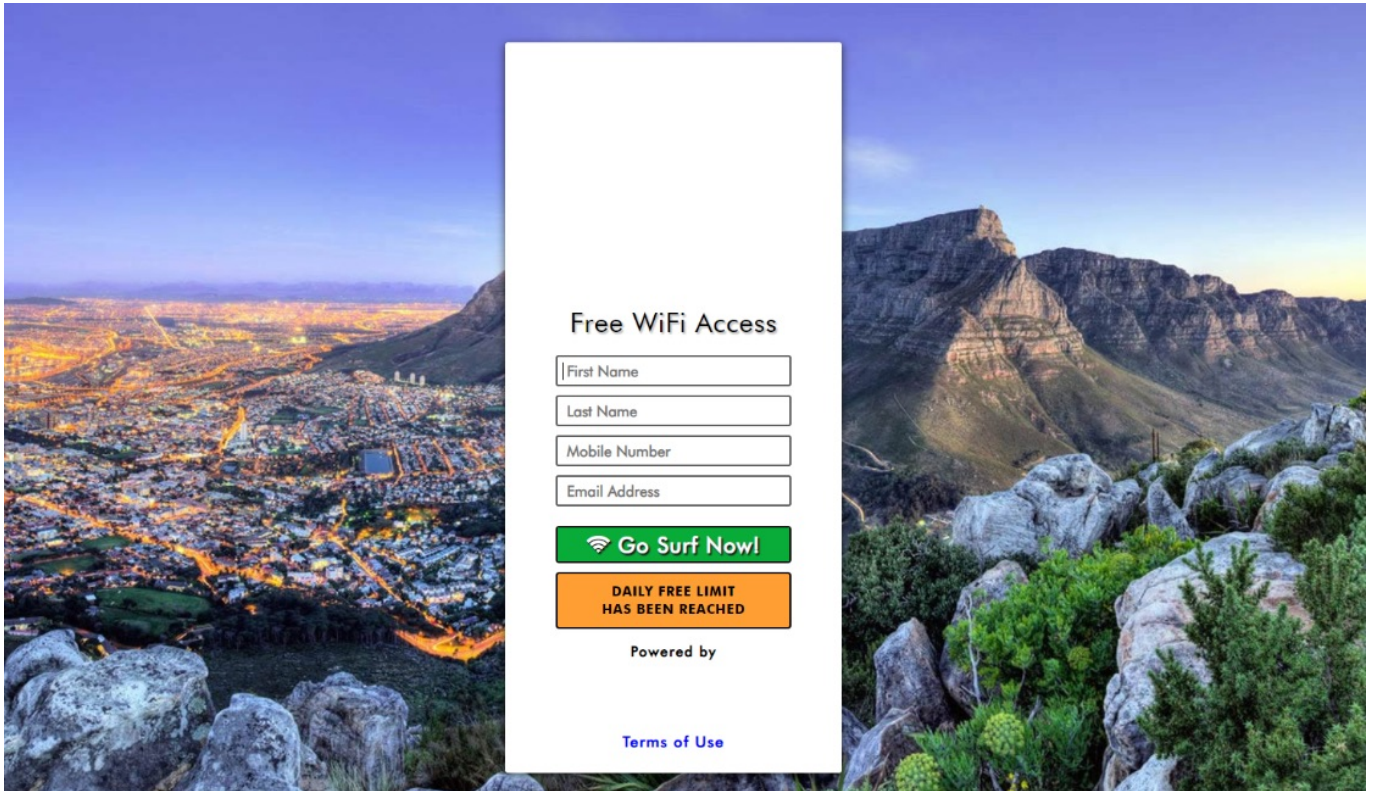 Free WiFi Access
First Name
Last Name
Mobile Number
Email Address
Go Surf Now!
DAILY FREE LIMIT
HAS BEEN REACHED
Powered by
Terms of Use